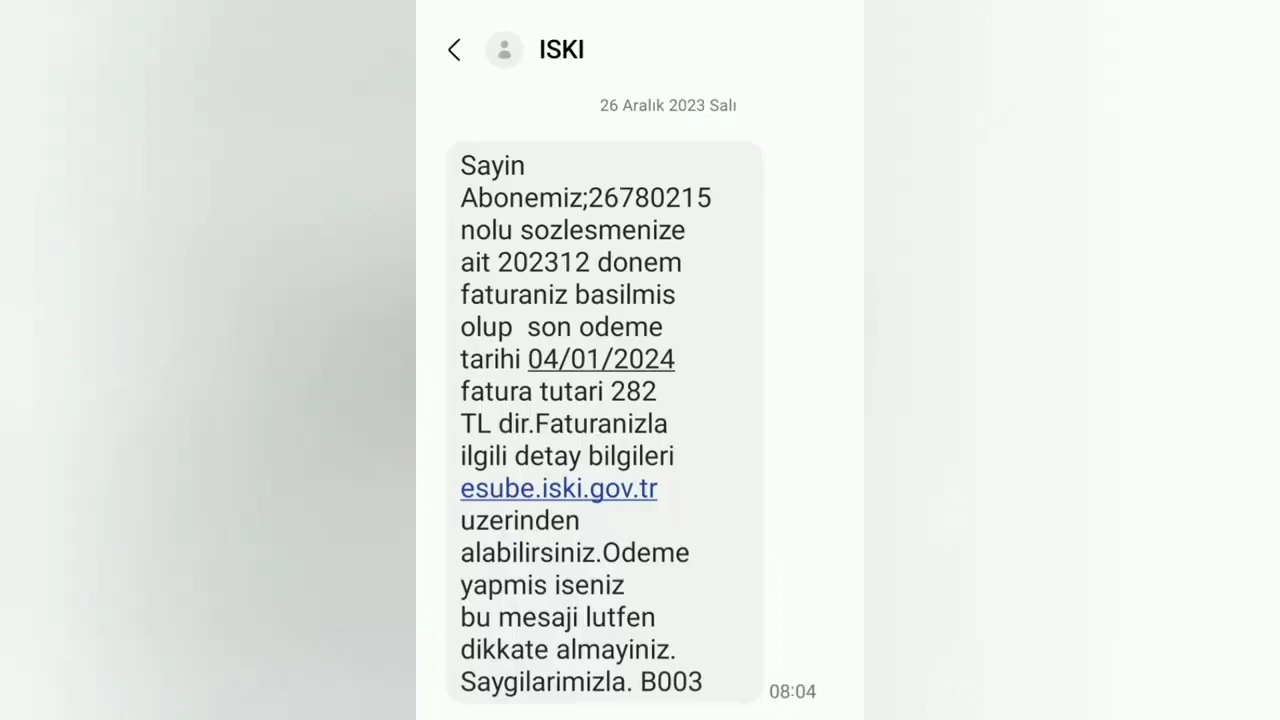 ISKI
26 Aralık 2023 Salı
Sayin
Abonemiz;26780215
nolu sozlesmenize
ait 202312 donem
faturaniz basilmis
olup  son odeme
tarihi 04/01/2024
fatura tutari 282
TL dir.Faturanizla
ilgili detay bilgileri
esube.iski.gov.tr
uzerinden
alabilirsiniz.Odeme
yapmis iseniz
bu mesaji lutfen
dikkate almayiniz.
Saygilarimizla. B003
08:04